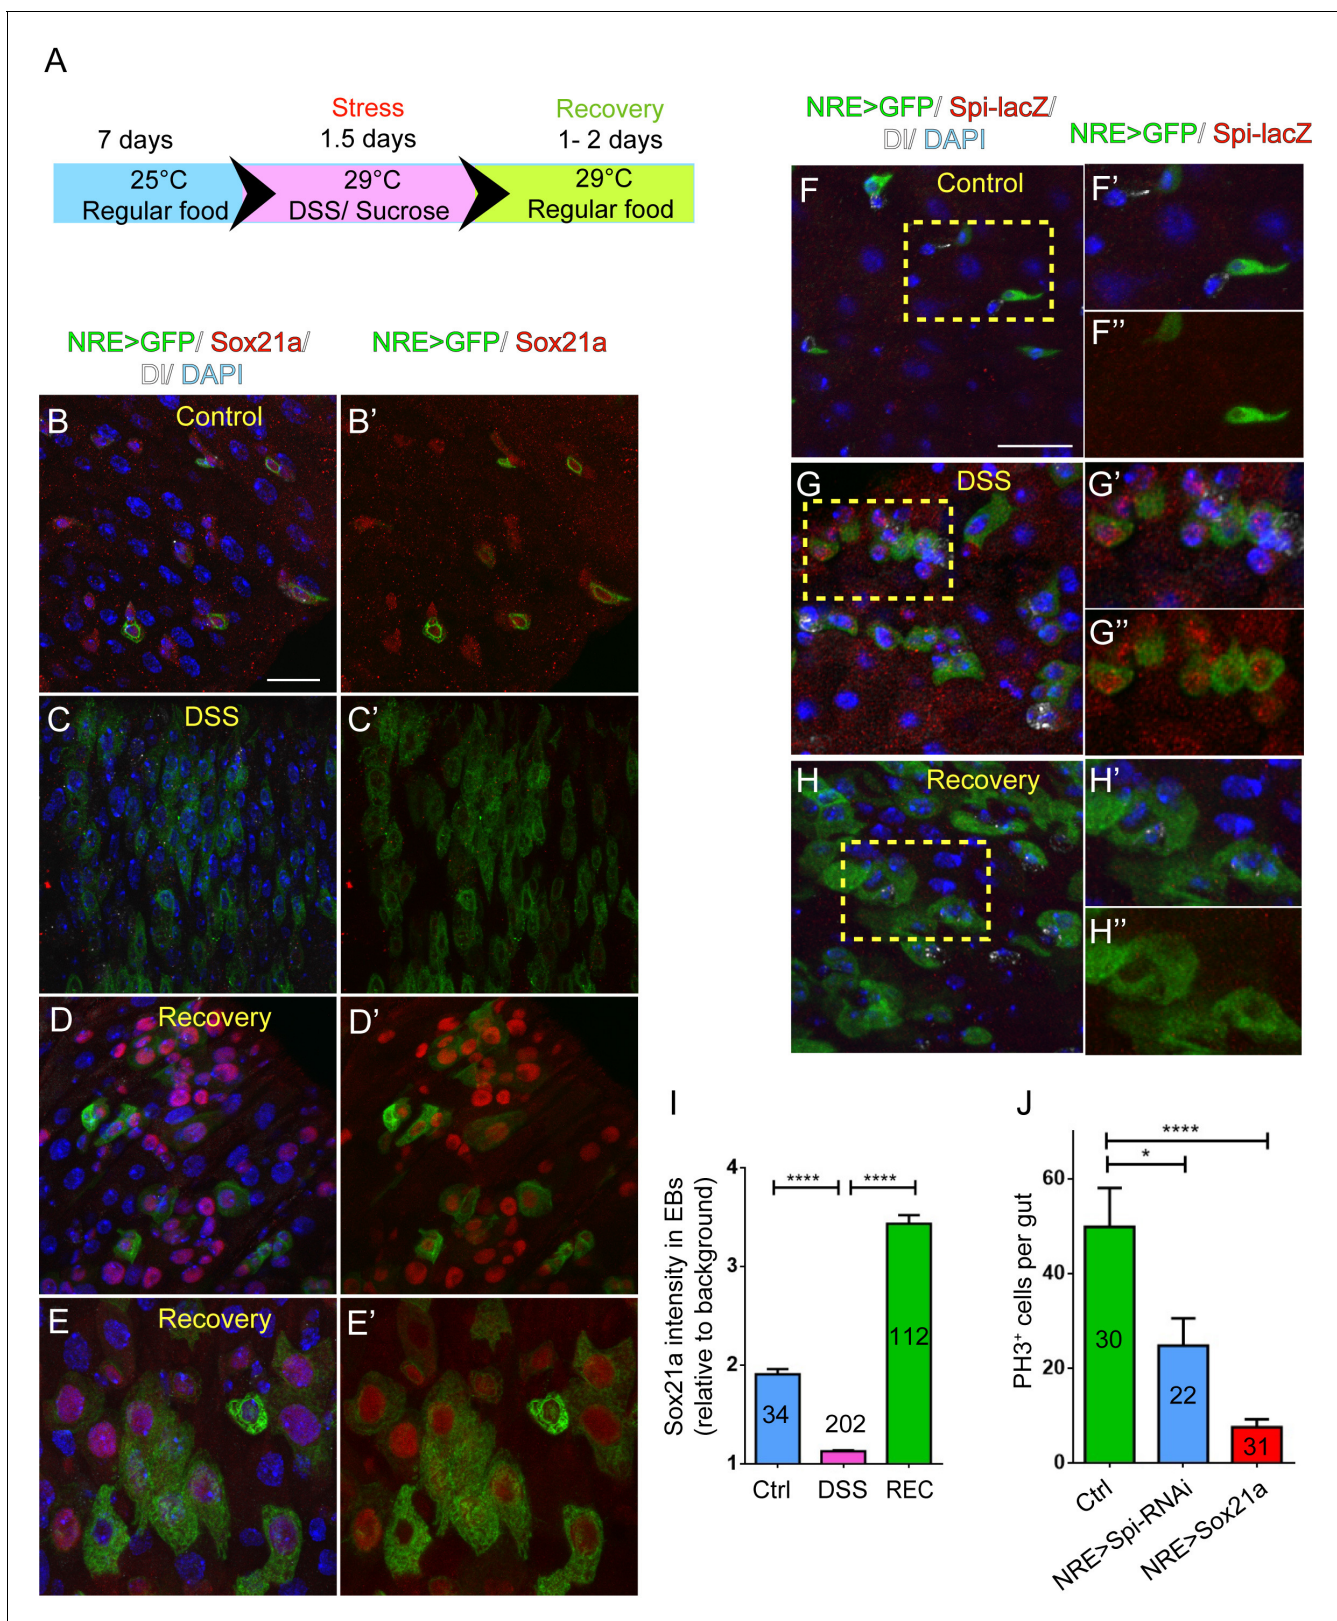 A
Stress
Recovery
7 days
1.5 days
1- 2 days
25°C
29°C
29°C
Regular food
DSS/ Sucrose
Regular food
NRE>GFP/ Sox21a/
Dl/ DAPI
NRE>GFP/ Sox21a
B
Control
B’
C
DSS
C’
D
Recovery
D’
E
Recovery
E’
NRE>GFP/ Spi-lacZ/
Dl/ DAPI
NRE>GFP/ Spi-lacZ
F
Control
F’
F’’
G
DSS
G’
G’’
H
Recovery
H’
H’’
I
Sox21a intensity in EBs
(relative to background)
4
3
2
1
****
****
34
202
112
Ctrl
DSS
REC
J
PH3⁺ cells per gut
60
40
20
0
****
*
30
22
31
Ctrl
NRE>Spi-RNAi
NRE>Sox21a